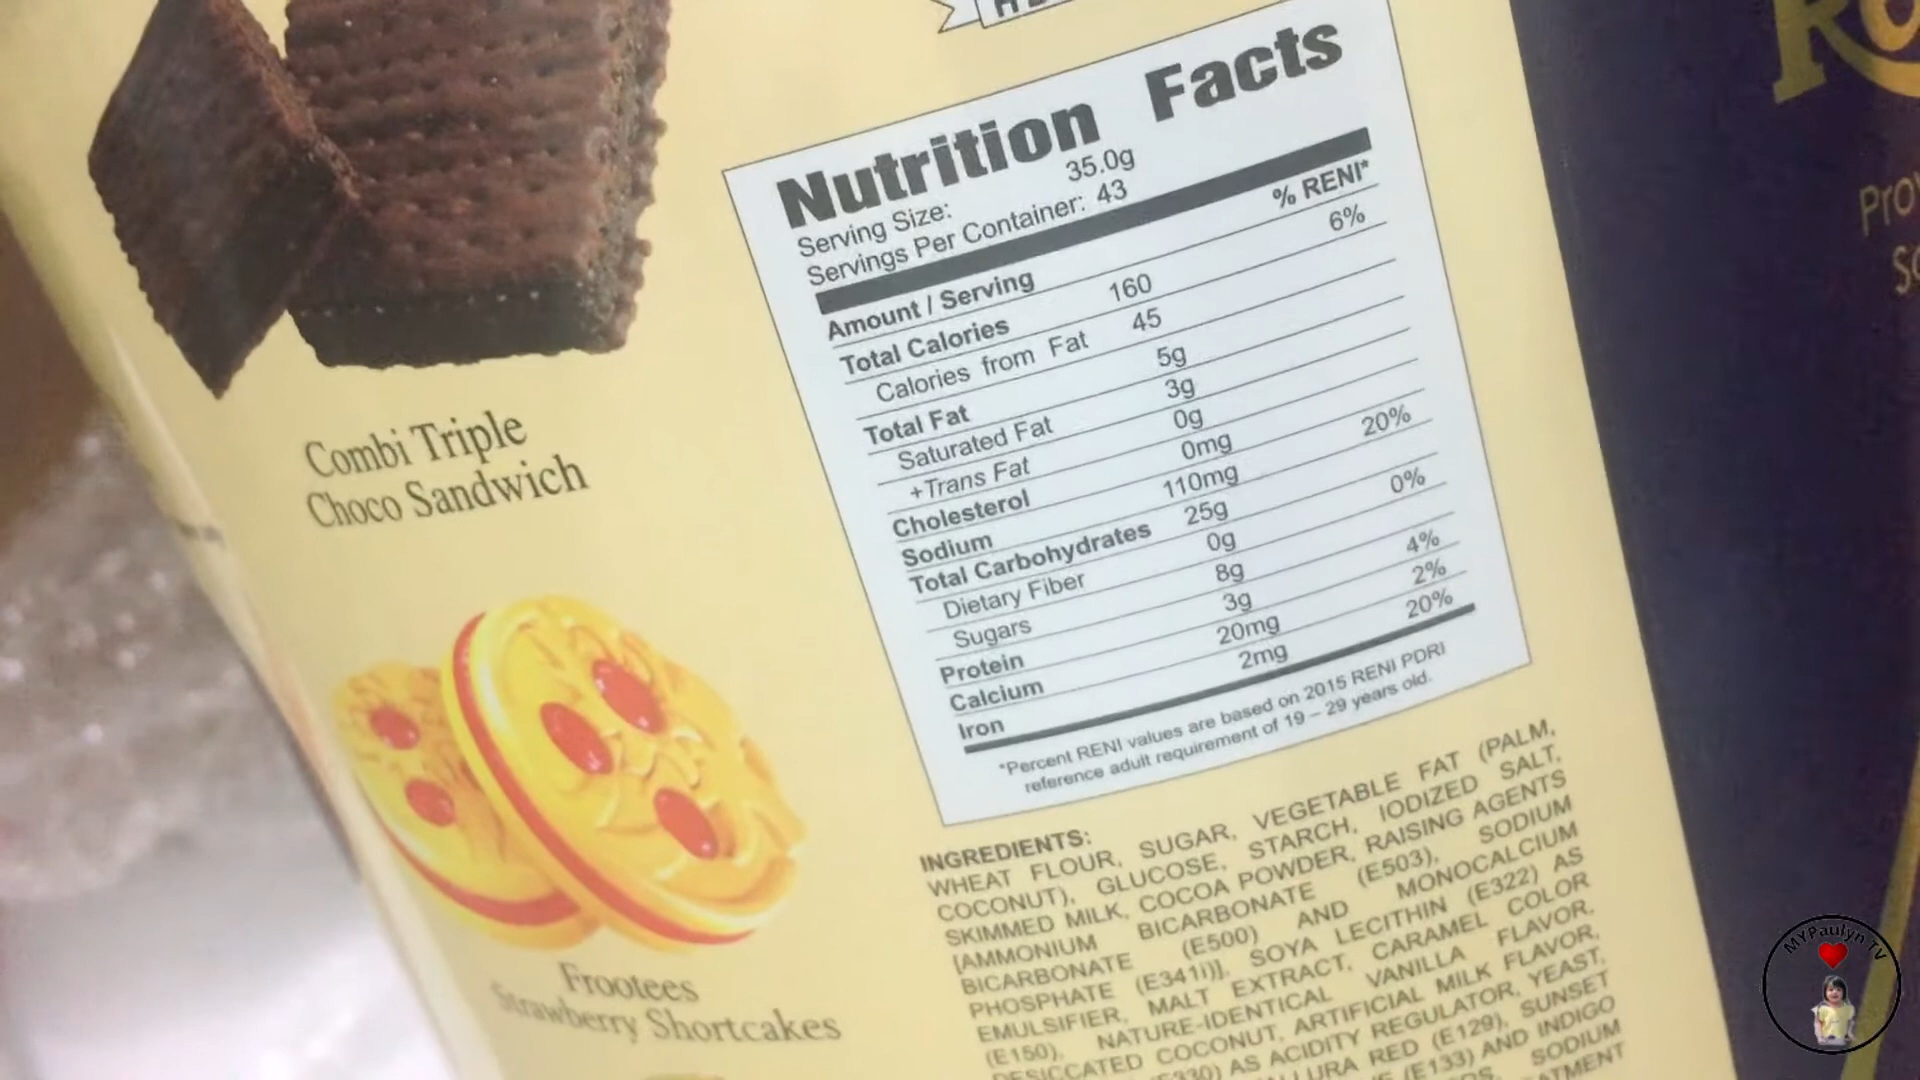 Nutrition Facts
Serving Size: 35.0g
Servings Per Container: 43
Amount / Serving % RENI*
Total Calories 160 6%
Calories from Fat 45
Total Fat 5g
Saturated Fat 3g
+Trans Fat 0g
Cholesterol 0mg
Sodium 110mg 20%
Total Carbohydrates 25g
Dietary Fiber 0g 0%
Sugars 8g
Protein 3g 4%
Calcium 20mg 2%
Iron 2mg 20%
*Percent RENI values are based on 2015 RENI PDRI
reference adult requirement of 19 – 29 years old.
INGREDIENTS:
WHEAT FLOUR, SUGAR, VEGETABLE FAT (PALM,
COCONUT), GLUCOSE, STARCH, IODIZED SALT,
SKIMMED MILK, COCOA POWDER, RAISING AGENTS
[AMMONIUM BICARBONATE (E503), SODIUM
BICARBONATE (E500) AND MONOCALCIUM
PHOSPHATE (E341i)], SOYA LECITHIN (E322) AS
EMULSIFIER, MALT EXTRACT, CARAMEL COLOR
(E150), NATURE-IDENTICAL VANILLA FLAVOR,
DESICCATED COCONUT, ARTIFICIAL MILK FLAVOR,
AS ACIDITY REGULATOR, YEAST,
RED (E129), SUNSET
(E133) AND INDIGO
SODIUM
Combi Triple
Choco Sandwich
Frootees
Strawberry Shortcakes
MYPaulyn TV